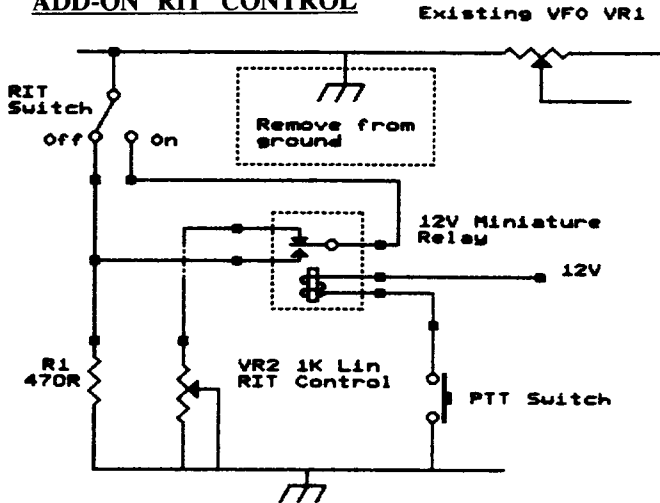 ADD-ON RIT CONTROL
Existing VFO VR1
RIT
Switch
Off
On
Remove from
ground
12V Miniature
Relay
12V
R1
470R
VR2 1K Lin
RIT Control
PTT Switch